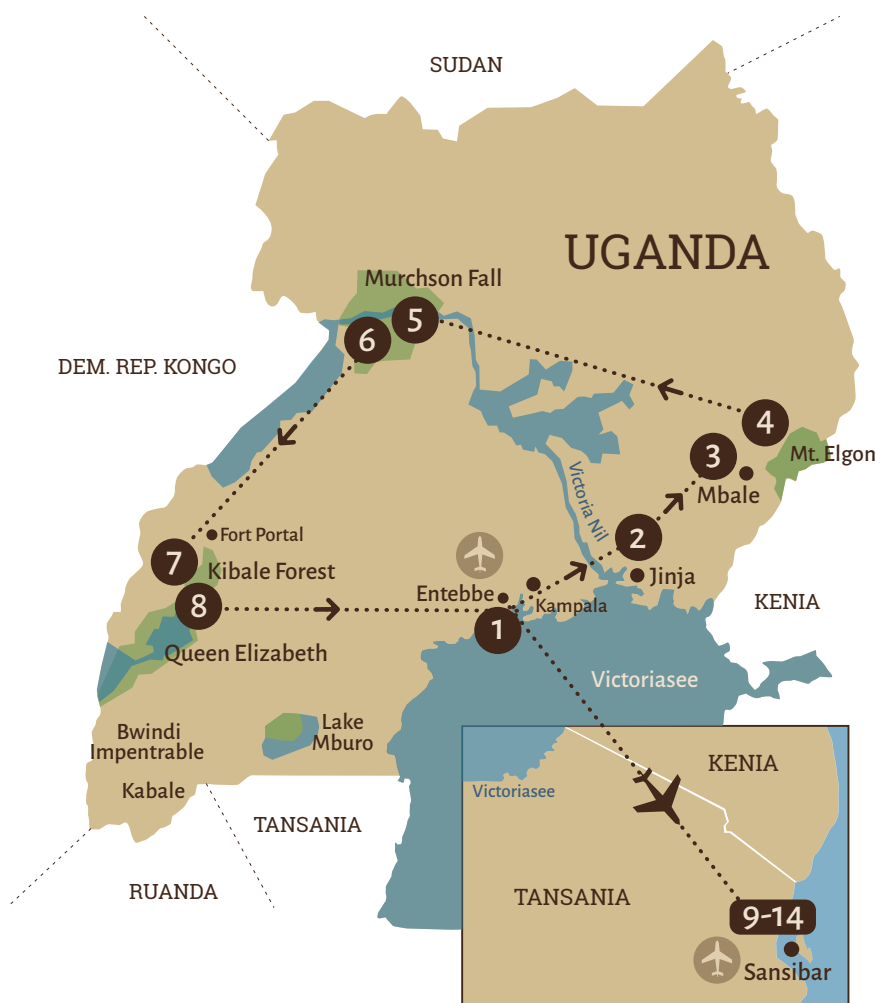 SUDAN
UGANDA
Murchson Fall
5
6
DEM. REP. KONGO
4
3
Mt. Elgon
Mbale
Victoria Nil
2
Fort Portal
7
Kibale Forest
Jinja
8
Entebbe
Kampala
KENIA
1
Queen Elizabeth
Victoriasee
Bwindi
Impentrable
Lake
Mburo
Kabale
KENIA
Victoriasee
TANSANIA
RUANDA
TANSANIA
9-14
Sansibar